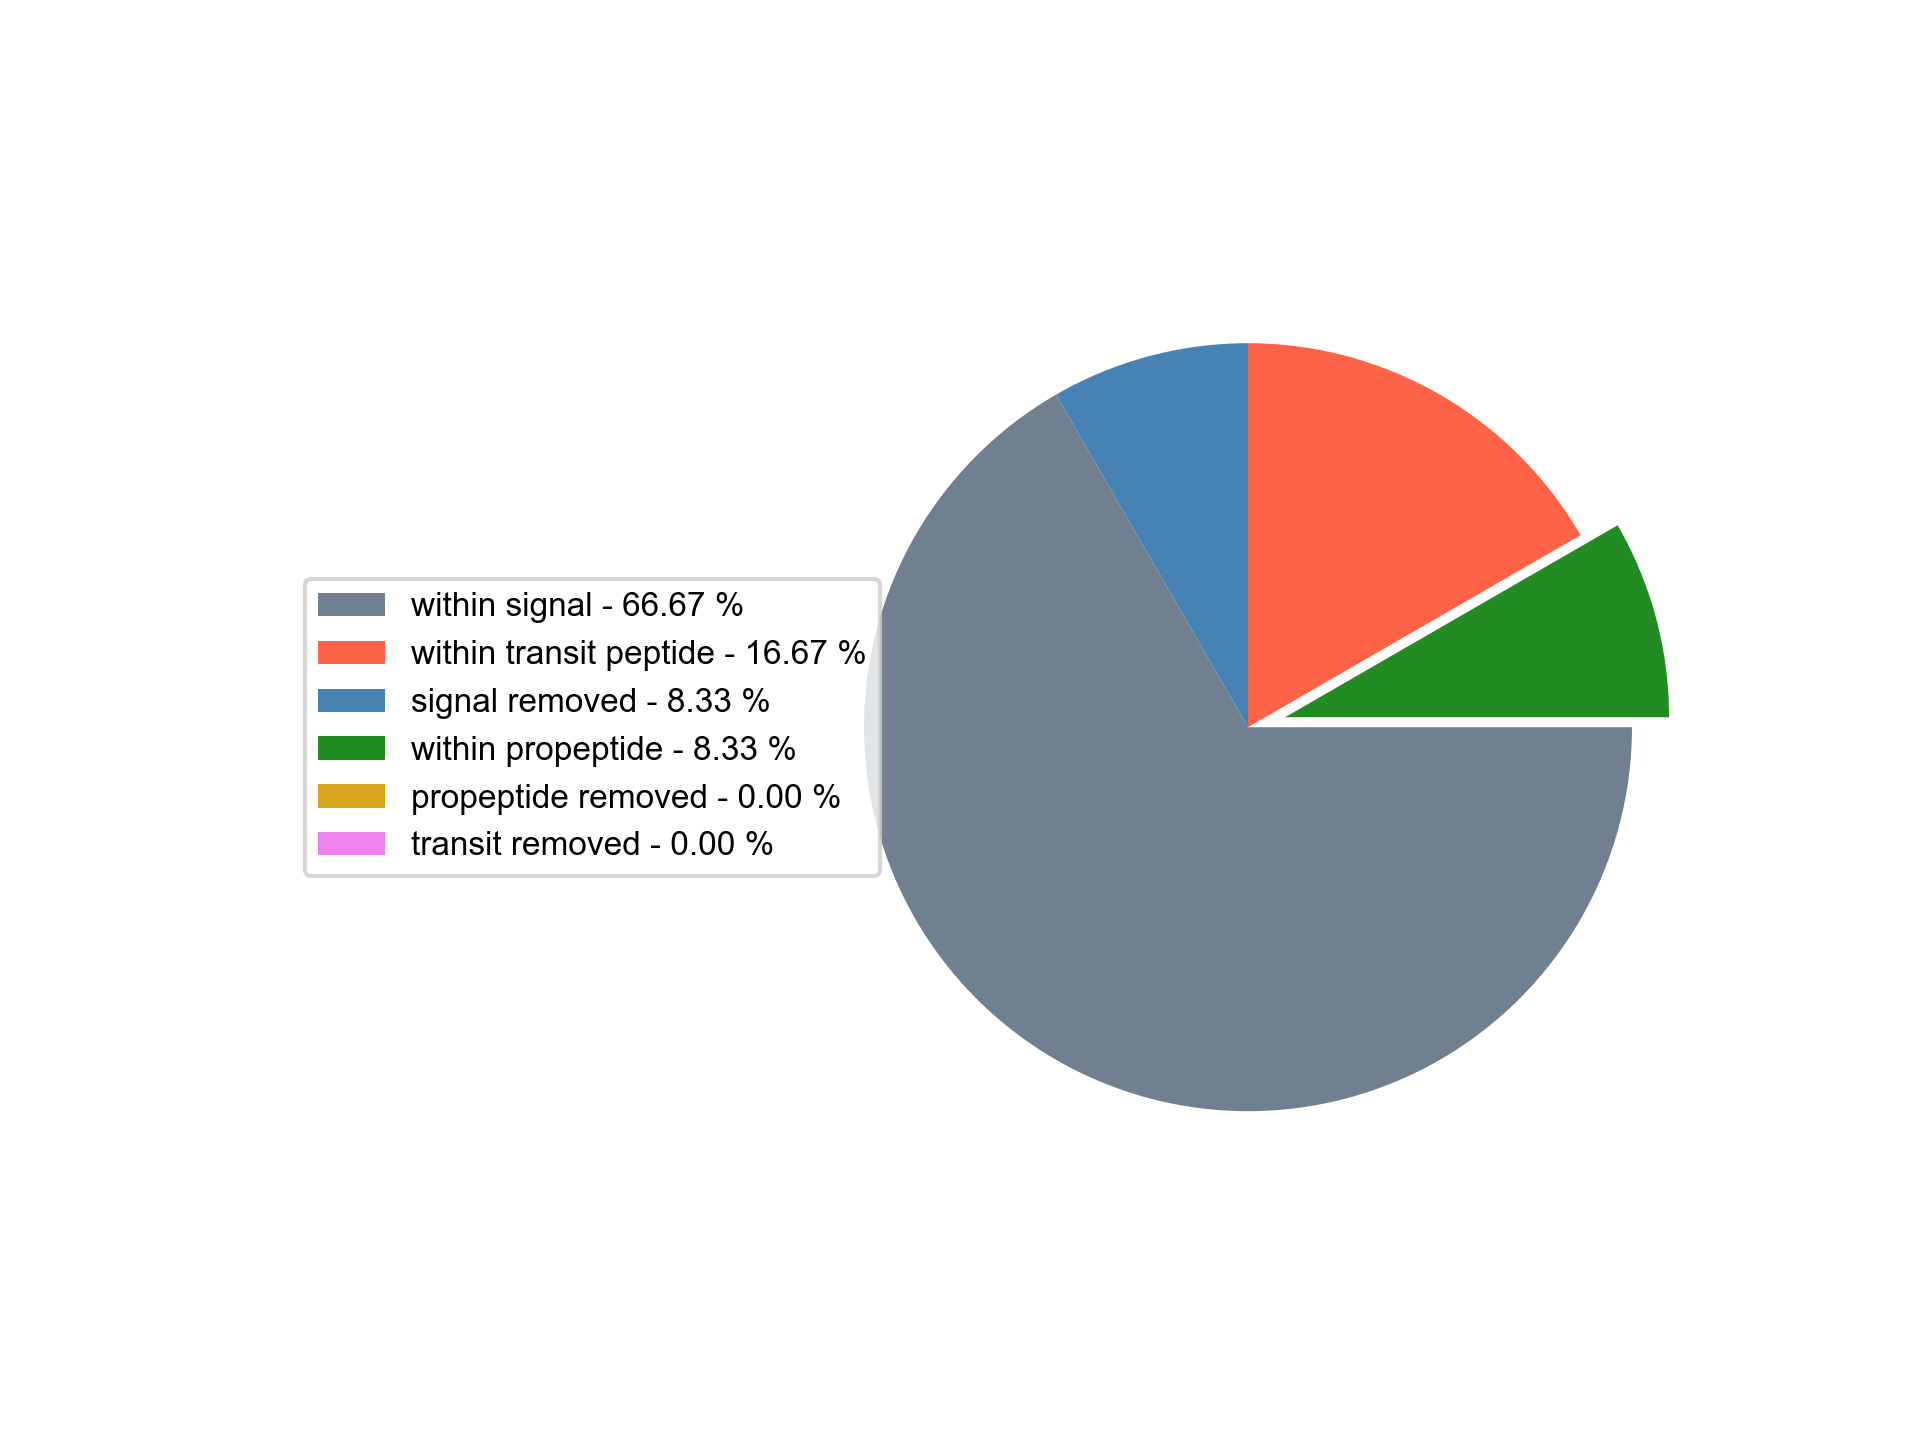 within signal - 66.67 %
within transit peptide - 16.67 %
signal removed - 8.33 %
within propeptide - 8.33 %
propeptide removed - 0.00 %
transit removed - 0.00 %